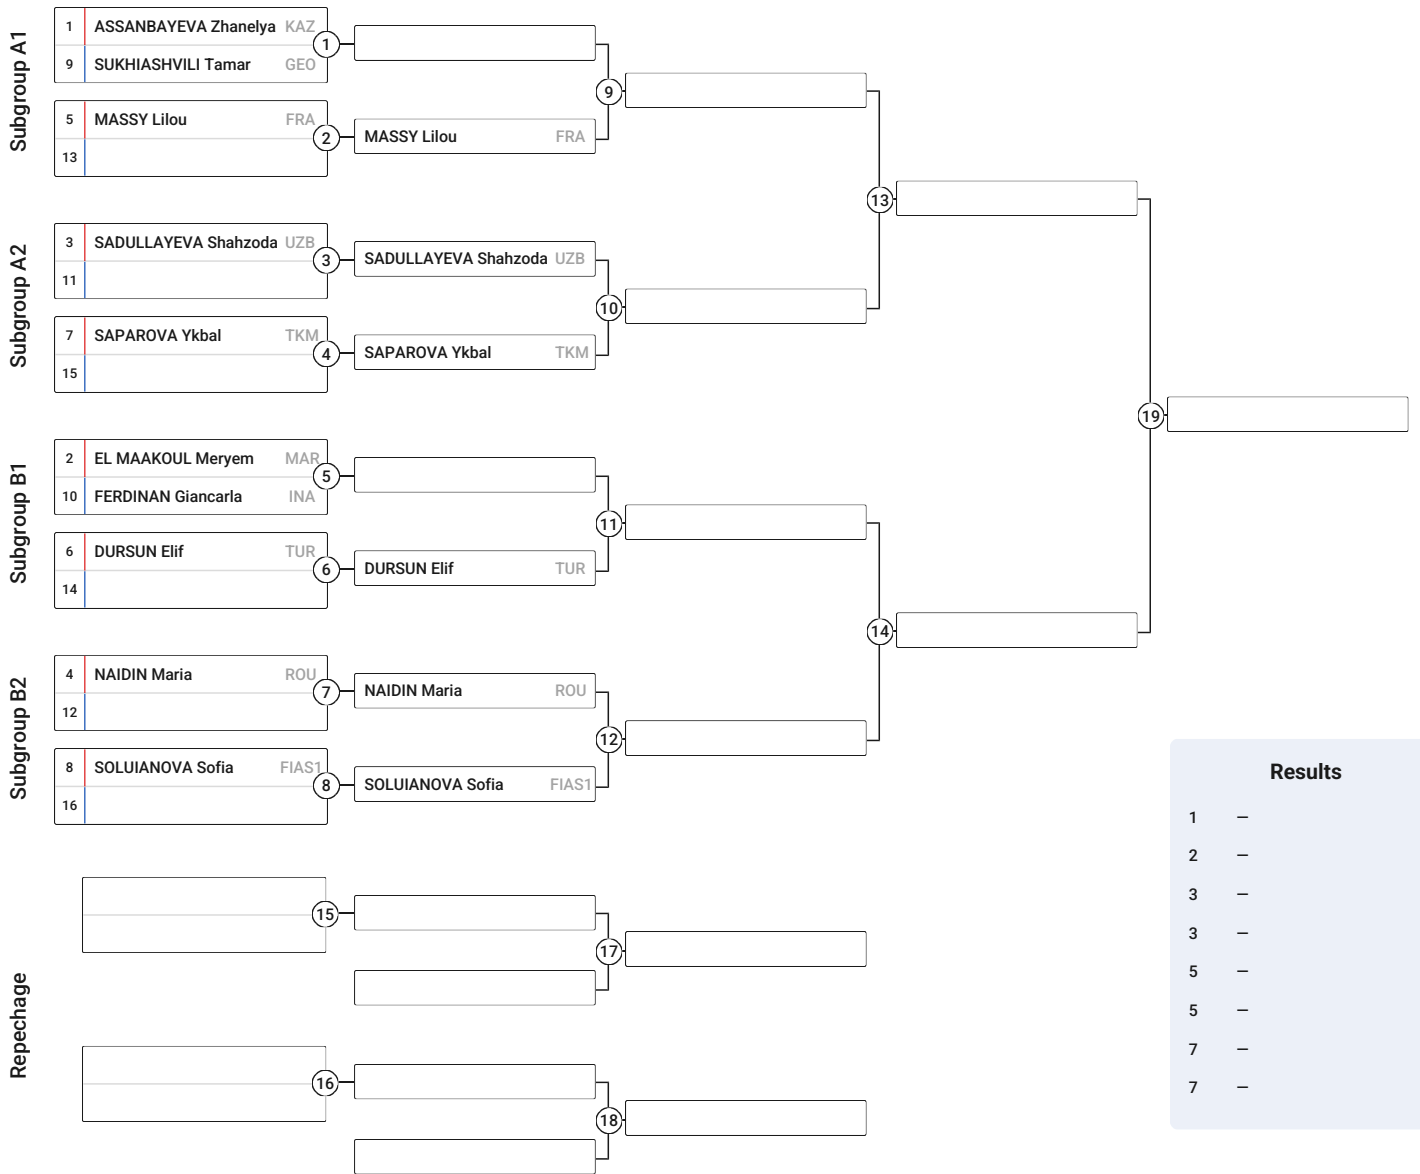 Subgroup A1
1 ASSANBAYEVA Zhanelya KAZ
9 SUKHIASHVILI Tamar GEO
1
5 MASSY Lilou FRA
13
2
MASSY Lilou FRA
9
Subgroup A2
3 SADULLAYEVA Shahzoda UZB
11
3
SADULLAYEVA Shahzoda UZB
7 SAPAROVA Ykbal TKM
15
4
SAPAROVA Ykbal TKM
10
13
Subgroup B1
2 EL MAAKOUL Meryem MAR
10 FERDINAN Giancarla INA
5
6 DURSUN Elif TUR
14
6
DURSUN Elif TUR
11
Subgroup B2
4 NAIDIN Maria ROU
12
7
NAIDIN Maria ROU
8 SOLUIANOVA Sofia FIAS1
16
8
SOLUIANOVA Sofia FIAS1
12
14
19
Repechage
15
17
16
18
Results
1 –
2 –
3 –
3 –
5 –
5 –
7 –
7 –